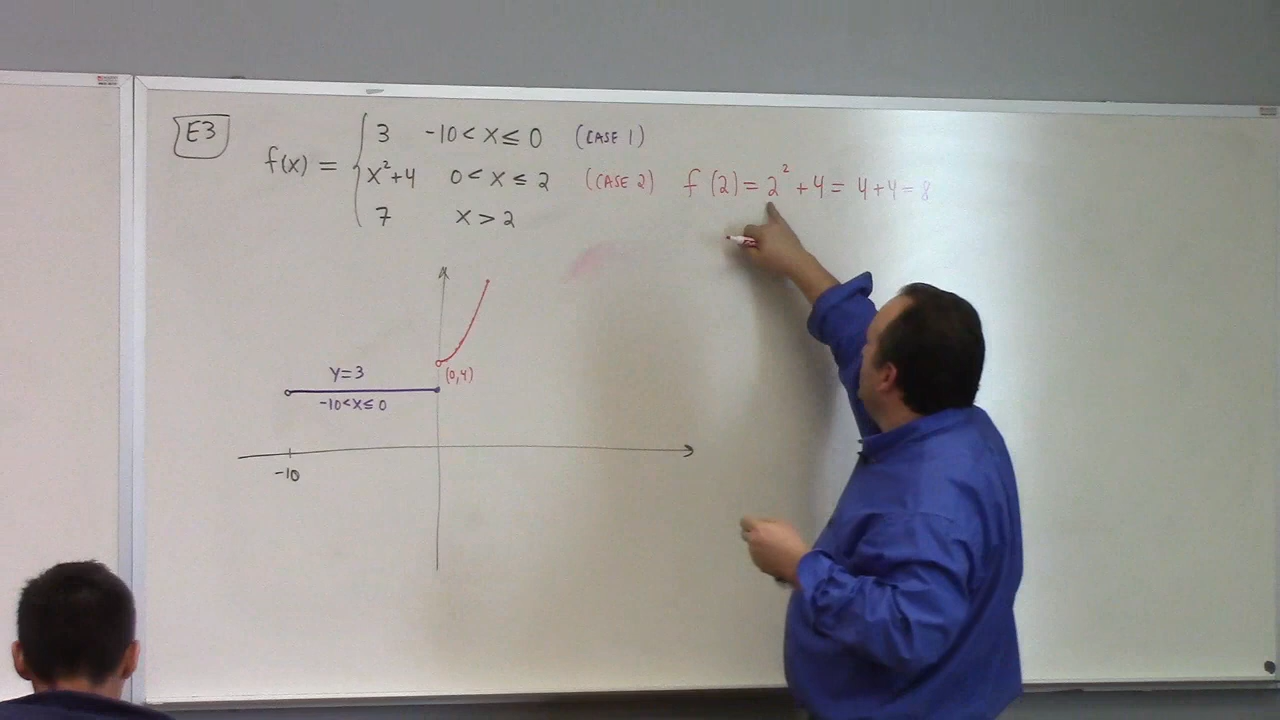 E3
f(x) = { 3 -10 < x ≤ 0 (CASE 1)
x²+4 0 < x ≤ 2 (CASE 2) f (2) = 2² + 4 = 4 + 4 = 8
7 x > 2
y=3
(0,4)
-10<x≤0
-10